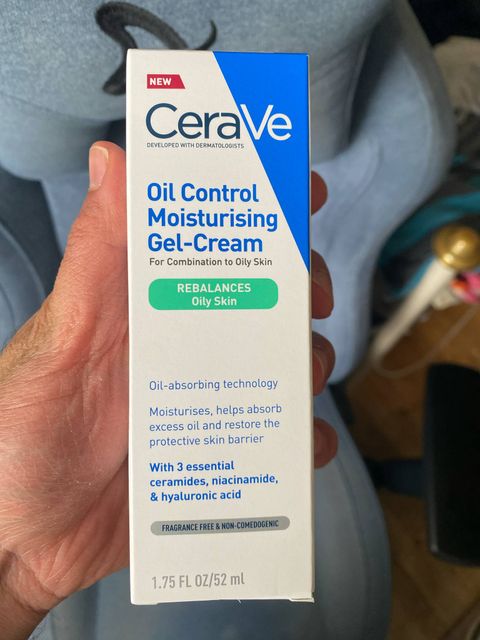 NEW
CeraVe
DEVELOPED WITH DERMATOLOGISTS
Oil Control
Moisturising
Gel-Cream
For Combination to Oily Skin
REBALANCES
Oily Skin
Oil-absorbing technology
Moisturises, helps absorb
excess oil and restore the
protective skin barrier
With 3 essential
ceramides, niacinamide,
& hyaluronic acid
FRAGRANCE FREE & NON-COMEDOGENIC
1.75 FL OZ/52 ml